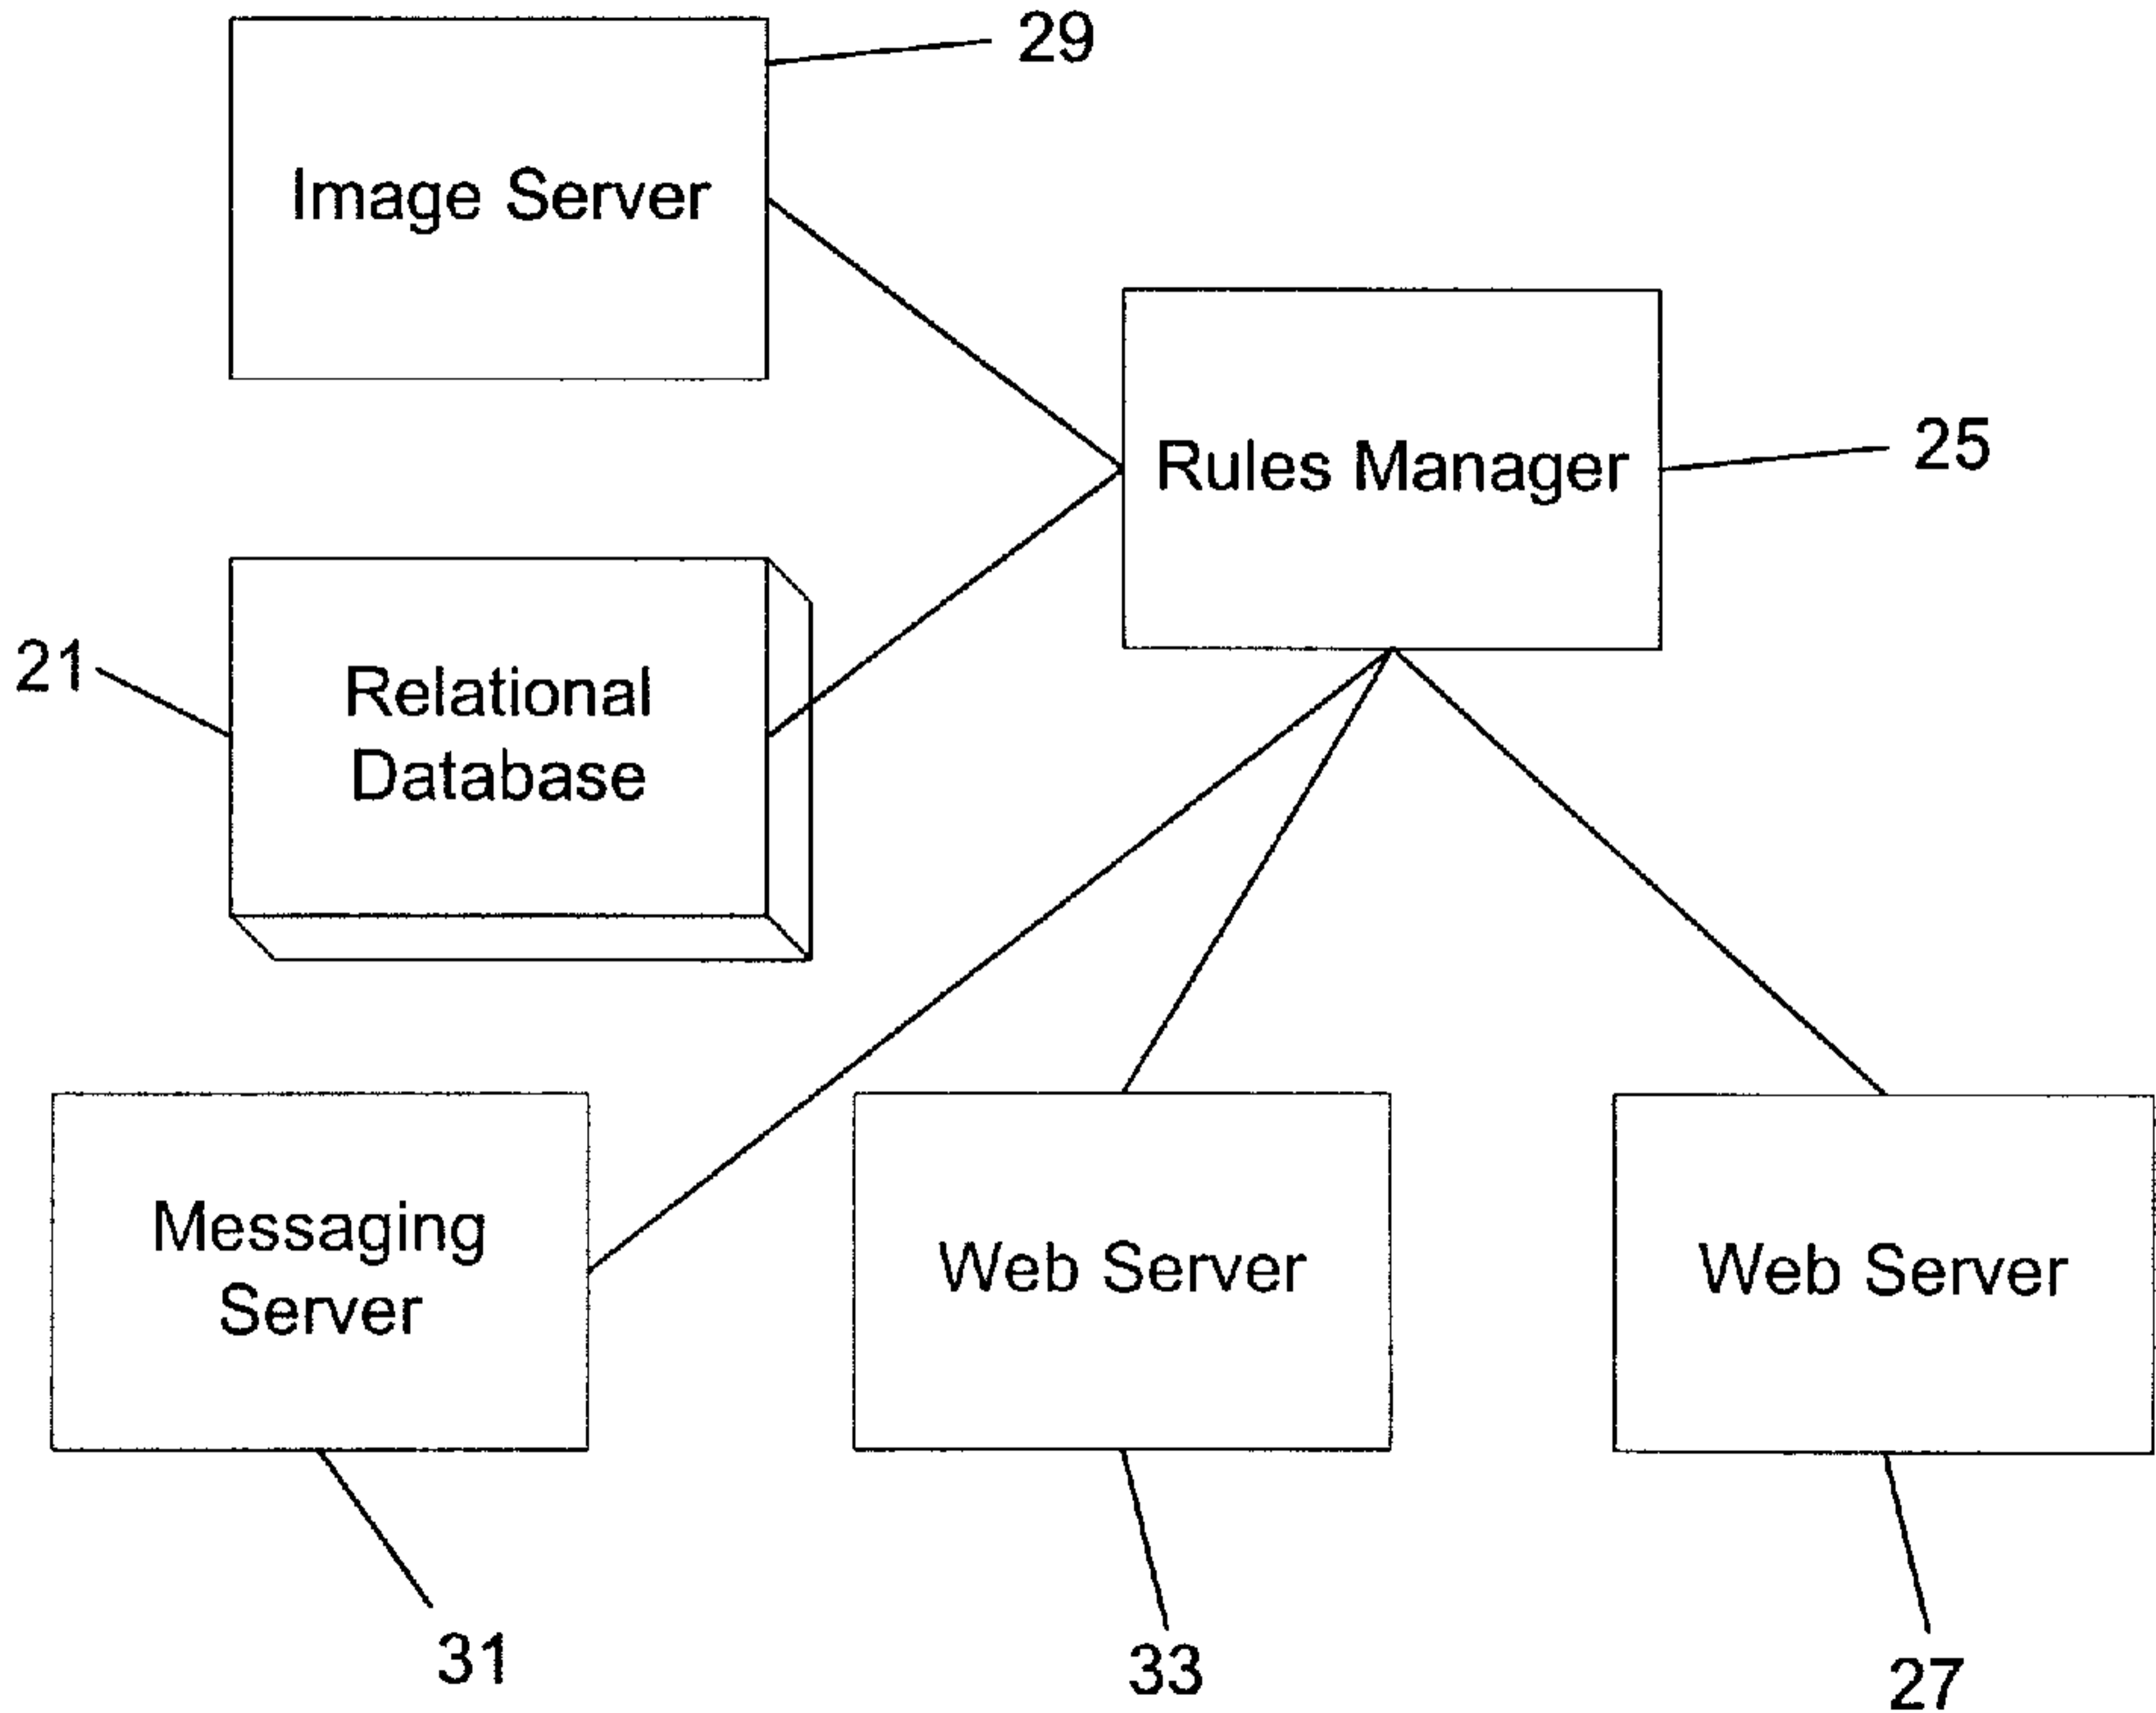 29
Image Server
Rules Manager
25
21
Relational
Database
Messaging
Server
Web Server
Web Server
31
33
27